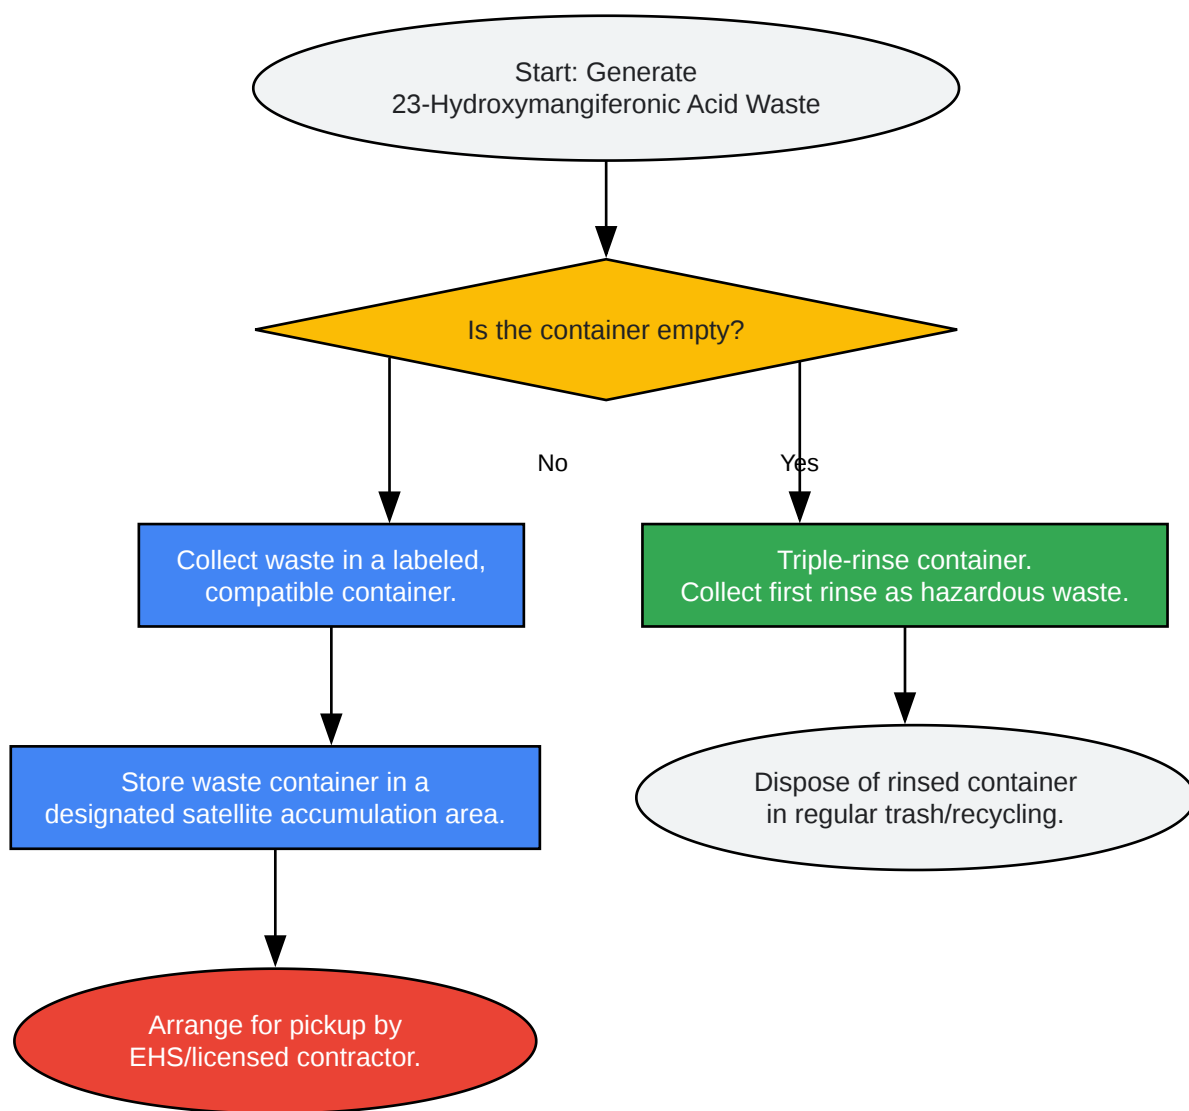 Start: Generate
23-Hydroxymangiferonic Acid Waste
Is the container empty?
No
Yes
Collect waste in a labeled,
compatible container.
Triple-rinse container.
Collect first rinse as hazardous waste.
Store waste container in a
designated satellite accumulation area.
Dispose of rinsed container
in regular trash/recycling.
Arrange for pickup by
EHS/licensed contractor.